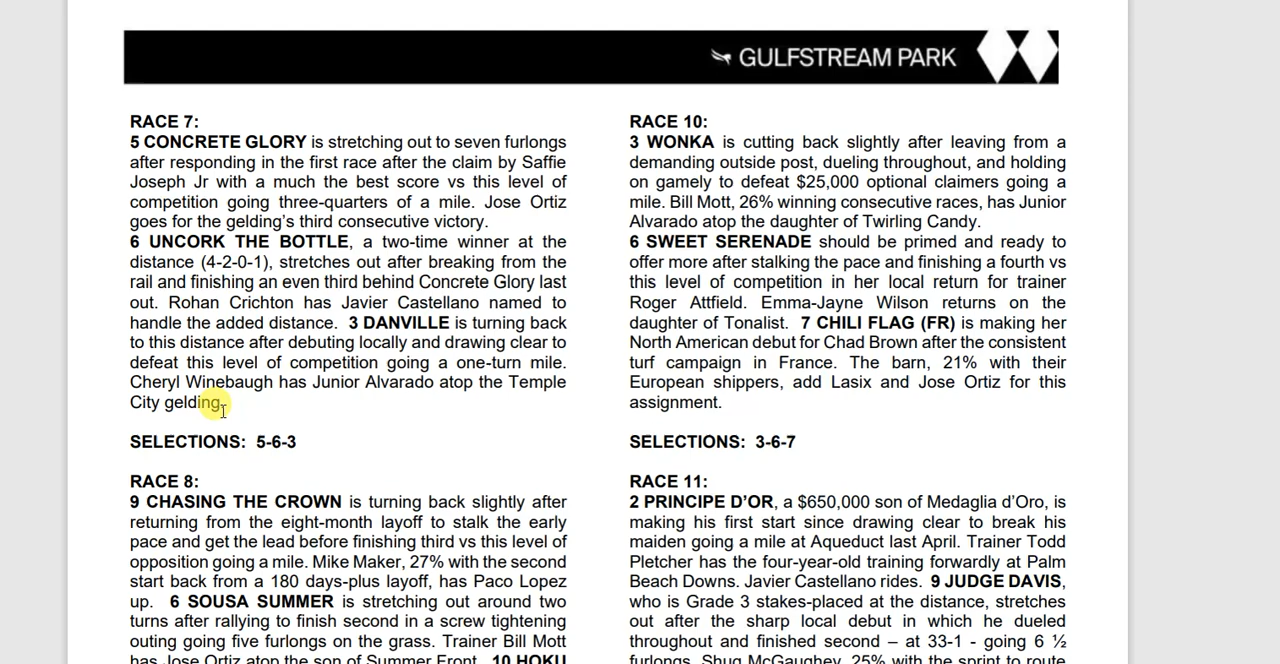 GULFSTREAM PARK
RACE 7:
5 CONCRETE GLORY is stretching out to seven furlongs
after responding in the first race after the claim by Saffie
Joseph Jr with a much the best score vs this level of
competition going three-quarters of a mile. Jose Ortiz
goes for the gelding’s third consecutive victory.
6 UNCORK THE BOTTLE, a two-time winner at the
distance (4-2-0-1), stretches out after breaking from the
rail and finishing an even third behind Concrete Glory last
out. Rohan Crichton has Javier Castellano named to
handle the added distance. 3 DANVILLE is turning back
to this distance after debuting locally and drawing clear to
defeat this level of competition going a one-turn mile.
Cheryl Winebaugh has Junior Alvarado atop the Temple
City gelding.
SELECTIONS: 5-6-3
RACE 8:
9 CHASING THE CROWN is turning back slightly after
returning from the eight-month layoff to stalk the early
pace and get the lead before finishing third vs this level of
opposition going a mile. Mike Maker, 27% with the second
start back from a 180 days-plus layoff, has Paco Lopez
up. 6 SOUSA SUMMER is stretching out around two
turns after rallying to finish second in a screw tightening
outing going five furlongs on the grass. Trainer Bill Mott
has Jose Ortiz atop the son of Summer Front. 10 HOKU
RACE 10:
3 WONKA is cutting back slightly after leaving from a
demanding outside post, dueling throughout, and holding
on gamely to defeat $25,000 optional claimers going a
mile. Bill Mott, 26% winning consecutive races, has Junior
Alvarado atop the daughter of Twirling Candy.
6 SWEET SERENADE should be primed and ready to
offer more after stalking the pace and finishing a fourth vs
this level of competition in her local return for trainer
Roger Attfield. Emma-Jayne Wilson returns on the
daughter of Tonalist. 7 CHILI FLAG (FR) is making her
North American debut for Chad Brown after the consistent
turf campaign in France. The barn, 21% with their
European shippers, add Lasix and Jose Ortiz for this
assignment.
SELECTIONS: 3-6-7
RACE 11:
2 PRINCIPE D’OR, a $650,000 son of Medaglia d’Oro, is
making his first start since drawing clear to break his
maiden going a mile at Aqueduct last April. Trainer Todd
Pletcher has the four-year-old training forwardly at Palm
Beach Downs. Javier Castellano rides. 9 JUDGE DAVIS,
who is Grade 3 stakes-placed at the distance, stretches
out after the sharp local debut in which he dueled
throughout and finished second – at 33-1 - going 6 ½
furlongs. Shug McGaughey, 25% with the sprint to route